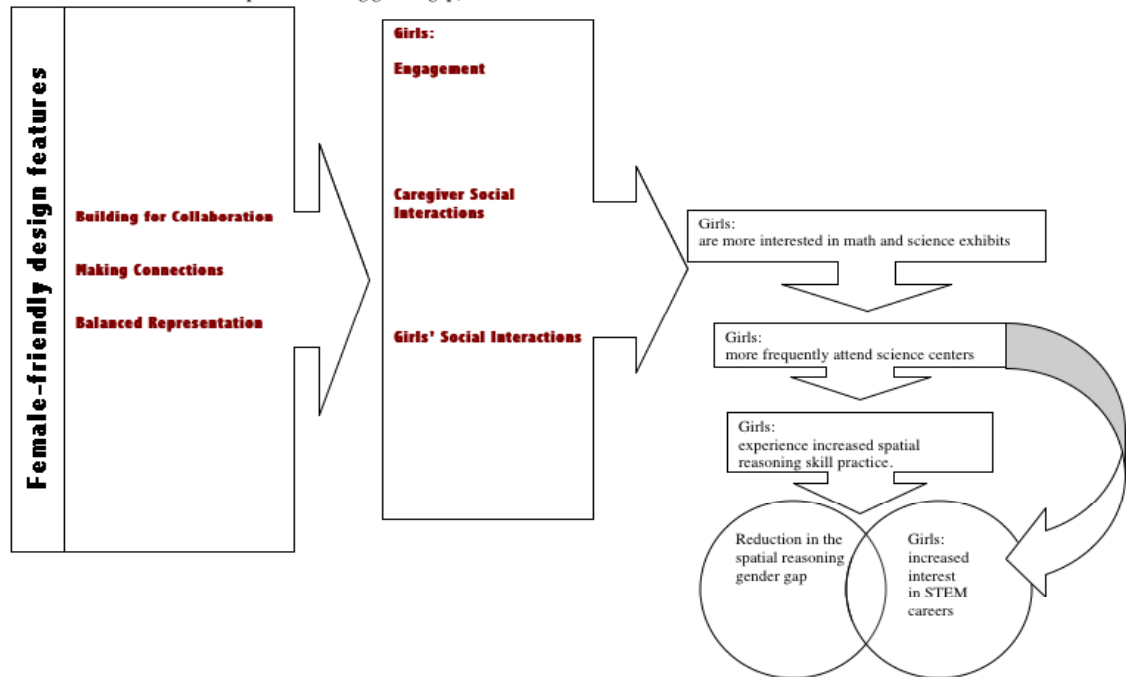 Female-friendly design features
Building for Collaboration
Making Connections
Balanced Representation
Girls:
Engagement
Caregiver Social
Interactions
Girls' Social Interactions
Girls:
are more interested in math and science exhibits
Girls:
more frequently attend science centers
Girls:
experience increased spatial
reasoning skill practice.
Reduction in the
spatial reasoning
gender gap
Girls:
increased
interest
in STEM
careers